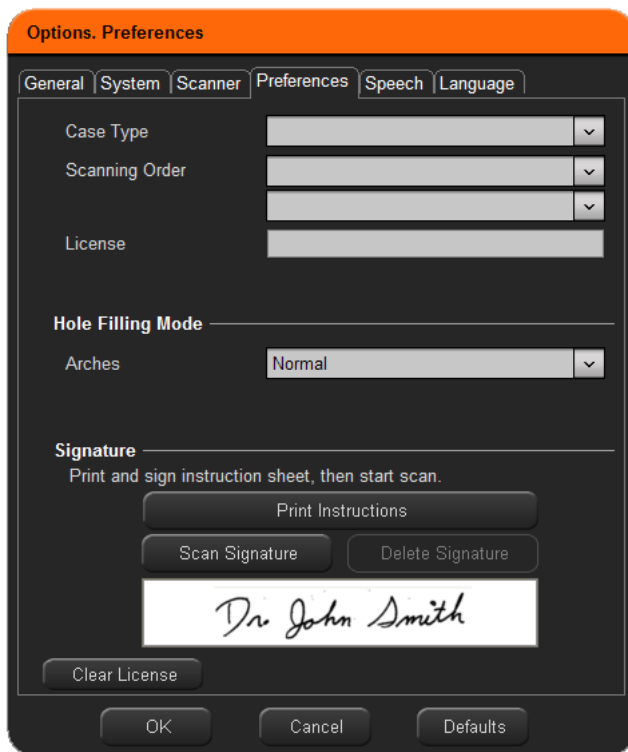 Options. Preferences
General System Scanner Preferences Speech Language
Case Type
Scanning Order
License
Hole Filling Mode
Arches Normal
Signature
Print and sign instruction sheet, then start scan.
Print Instructions
Scan Signature Delete Signature
Dr. John Smith
Clear License
OK Cancel Defaults